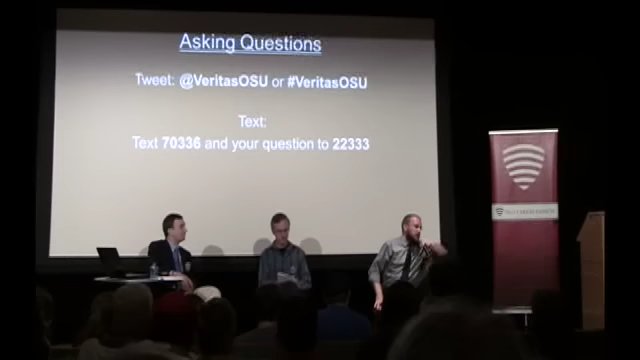 Asking Questions
Tweet: @VeritasOSU or #VeritasOSU
Text:
Text 70336 and your question to 22333